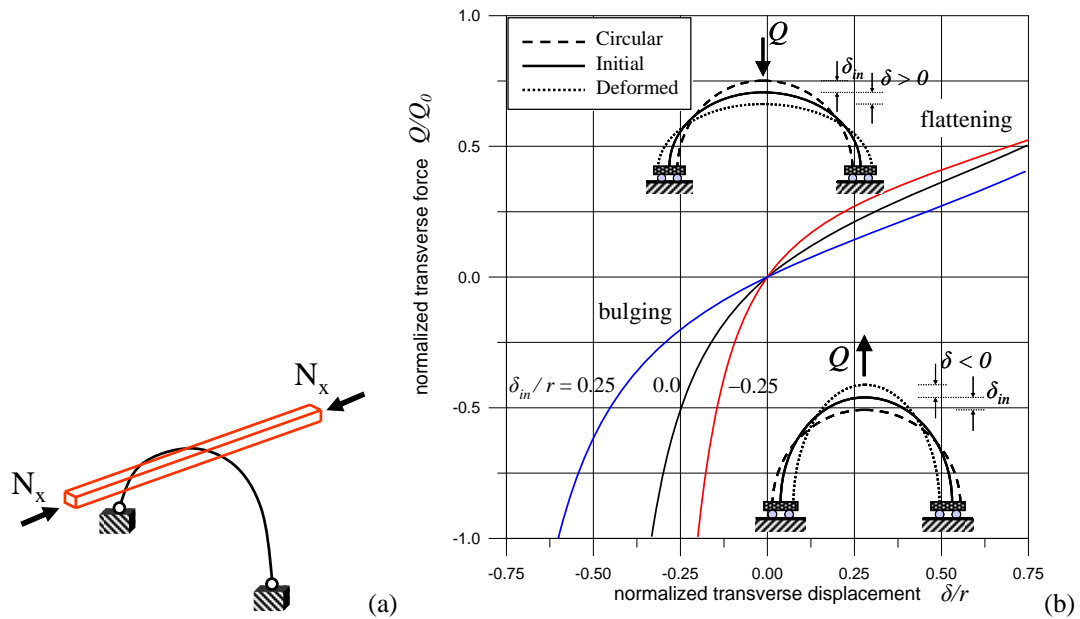 N_x
N_x
(a)
Circular
Initial
Deformed
Q
δ_in
δ > 0
flattening
bulging
δ_in / r = 0.25
0.0
−0.25
Q
δ < 0
δ_in
1.0
0.5
0.0
-0.5
-1.0
normalized transverse force Q/Q_0
-0.75
-0.50
-0.25
0.00
0.25
0.50
0.75
normalized transverse displacement δ/r
(b)